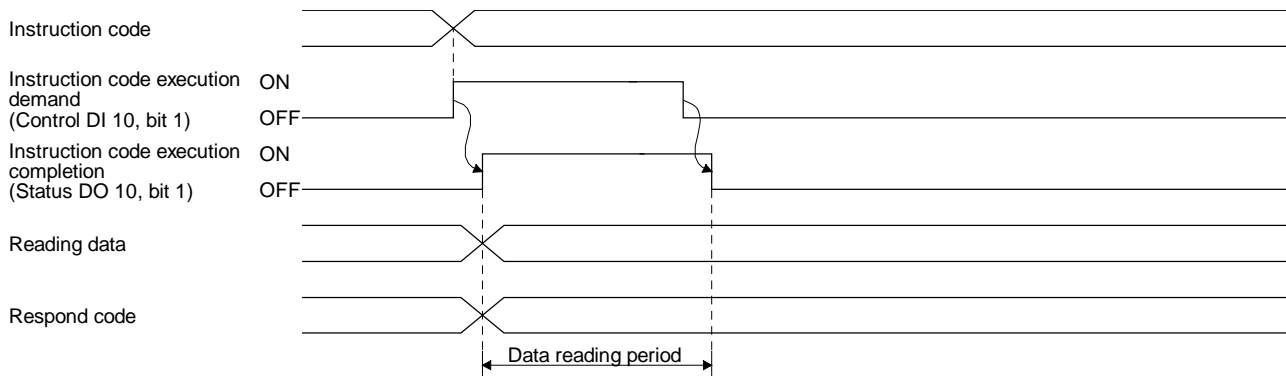 Instruction code
Instruction code execution ON
demand
(Control DI 10, bit 1) OFF
Instruction code execution ON
completion
(Status DO 10, bit 1) OFF
Reading data
Respond code
Data reading period